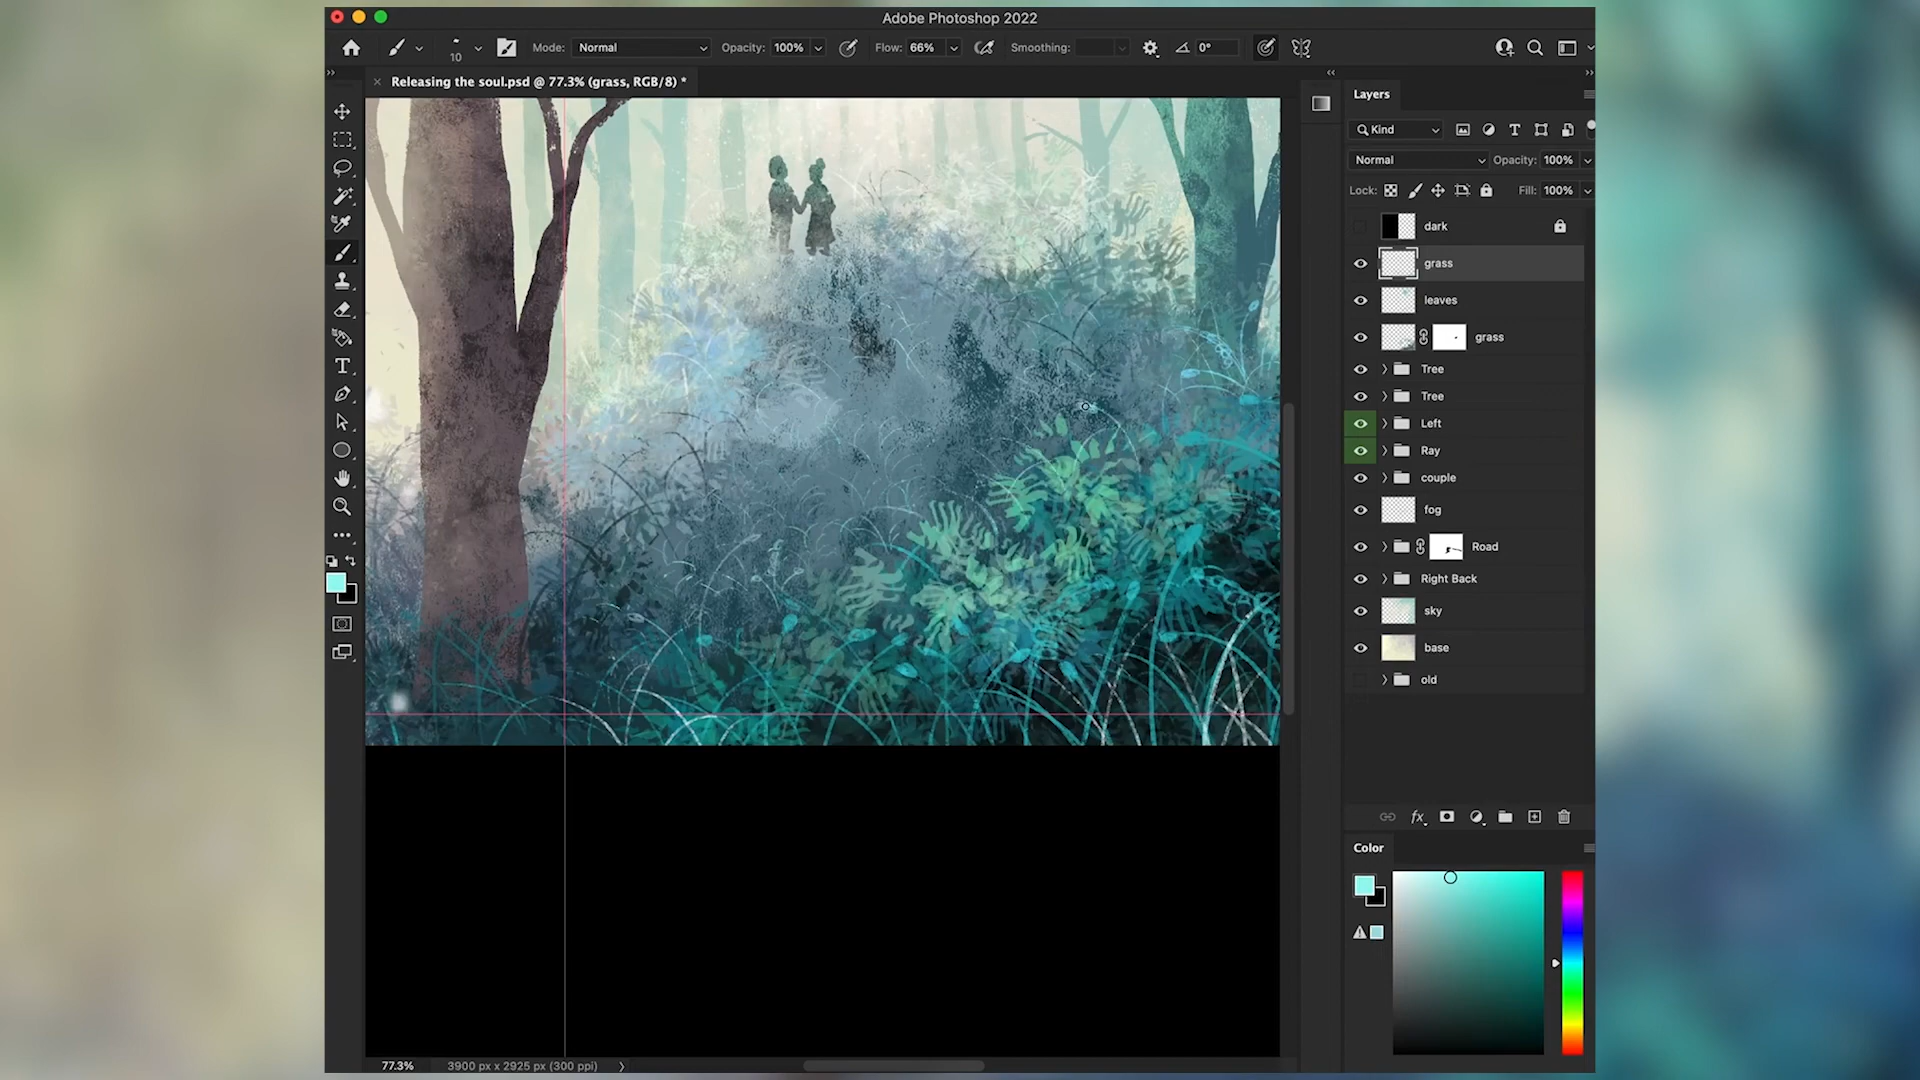 Adobe Photoshop 2022
10
Mode: Normal
Opacity: 100%
Flow: 66%
Smoothing:
0°
Releasing the soul.psd @ 77.3% (grass, RGB/8) *
Layers
Kind
Normal
Opacity: 100%
Lock:
Fill: 100%
dark
grass
leaves
grass
Tree
Tree
Left
Ray
couple
fog
Road
Right Back
sky
base
old
fx
Color
77.3%
3900 px x 2925 px (300 ppi)